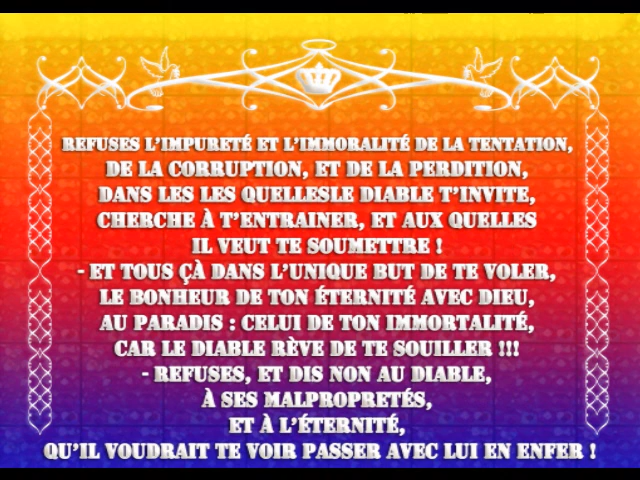 REFUSES L'IMPURETÉ ET L'IMMORALITÉ DE LA TENTATION,
DE LA CORRUPTION, ET DE LA PERDITION,
DANS LES LES QUELLESLE DIABLE T'INVITE,
CHERCHE À T'ENTRAINER, ET AUX QUELLES
IL VEUT TE SOUMETTRE !
- ET TOUS ÇÀ DANS L'UNIQUE BUT DE TE VOLER,
LE BONHEUR DE TON ÉTERNITÉ AVEC DIEU,
AU PARADIS : CELUI DE TON IMMORTALITÉ,
CAR LE DIABLE RÈVE DE TE SOUILLER !!!
- REFUSES, ET DIS NON AU DIABLE,
À SES MALPROPRETÉS,
ET À L'ÉTERNITÉ,
QU'IL VOUDRAIT TE VOIR PASSER AVEC LUI EN ENFER !